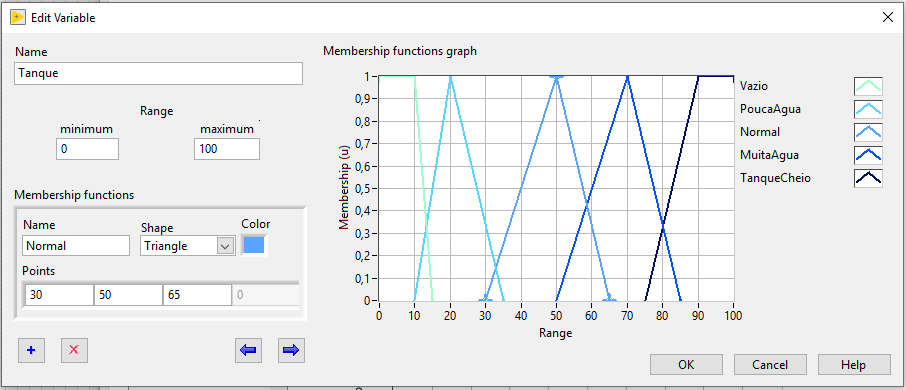 Edit Variable
Name
Tanque
Range
minimum
maximum
0
100
Membership functions
Name
Shape
Color
Normal
Triangle
Points
30
50
65
0
Membership functions graph
Membership (u)
1
0,9
0,8
0,7
0,6
0,5
0,4
0,3
0,2
0,1
0
0 10 20 30 40 50 60 70 80 90 100
Range
Vazio
PoucaAgua
Normal
MuitaAgua
TanqueCheio
OK
Cancel
Help